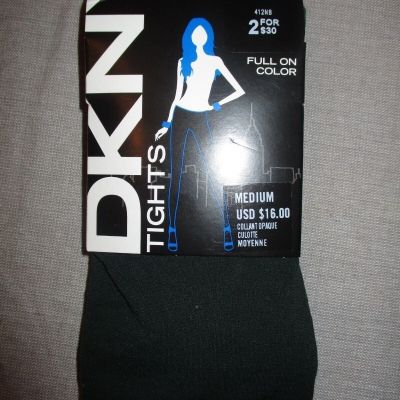 412NB
2 FOR $30
FULL ON
COLOR
DKNY
TIGHTS
MEDIUM
USD $16.00
COLLANT OPAQUE
CULOTTE
MOYENNE